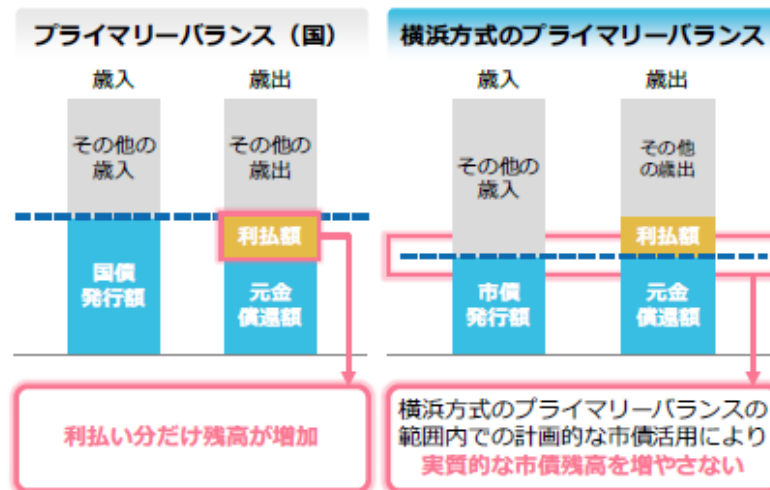 プライマリーバランス（国）
歳入
歳出
その他の
歳入
その他の
歳出
利払額
国債
発行額
元金
償還額
利払い分だけ残高が増加
横浜方式のプライマリーバランス
歳入
歳出
その他の
歳入
その他
の歳出
利払額
市債
発行額
元金
償還額
横浜方式のプライマリーバランスの
範囲内での計画的な市債活用により
実質的な市債残高を増やさない